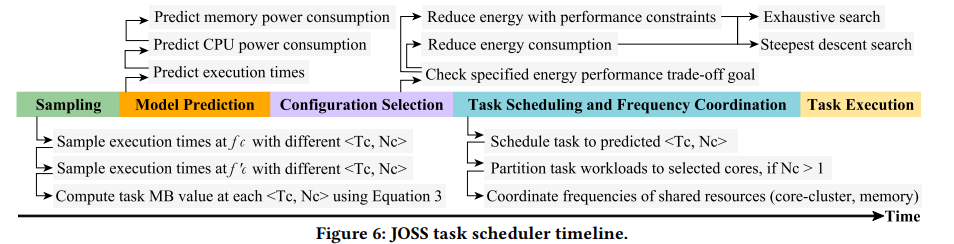 Predict memory power consumption
Predict CPU power consumption
Predict execution times
Reduce energy with performance constraints
Reduce energy consumption
Check specified energy performance trade-off goal
Exhaustive search
Steepest descent search
Sampling
Model Prediction
Configuration Selection
Task Scheduling and Frequency Coordination
Task Execution
Sample execution times at fc with different <Tc, Nc>
Sample execution times at f'c with different <Tc, Nc>
Compute task MB value at each <Tc, Nc> using Equation 3
Schedule task to predicted <Tc, Nc>
Partition task workloads to selected cores, if Nc > 1
Coordinate frequencies of shared resources (core-cluster, memory)
Time
Figure 6: JOSS task scheduler timeline.